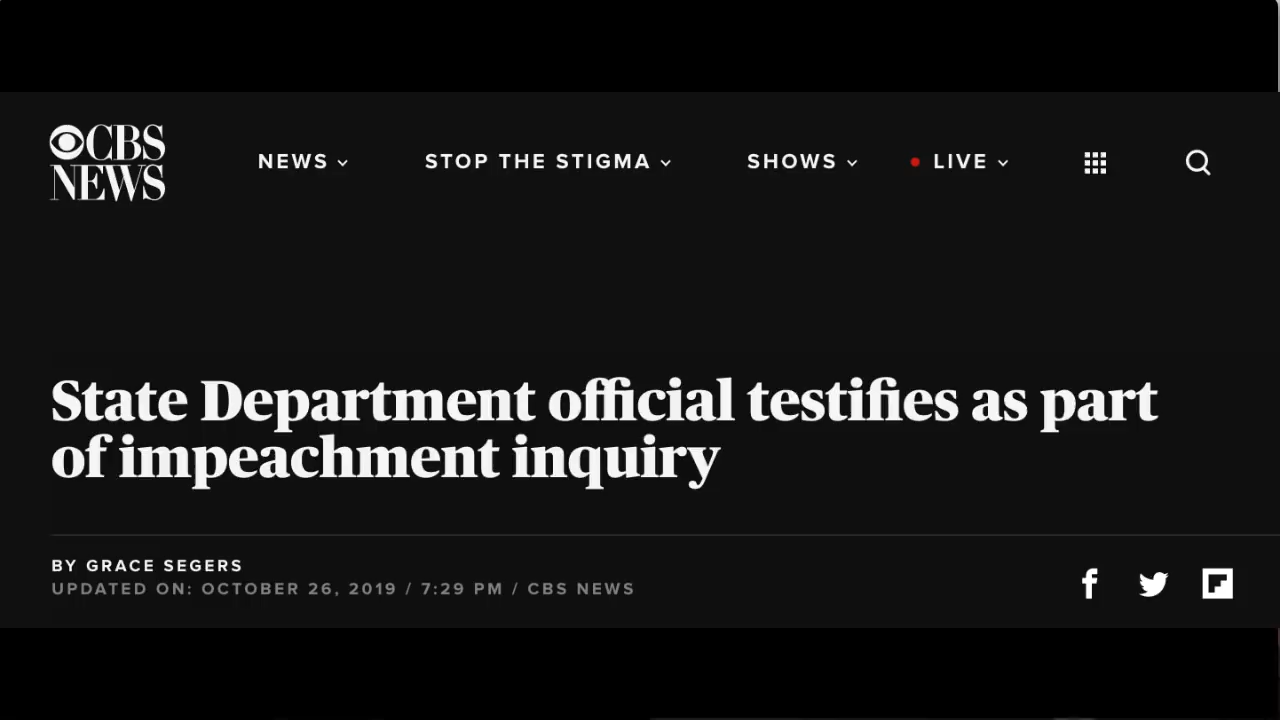 CBS
NEWS
NEWS
STOP THE STIGMA
SHOWS
LIVE
State Department official testifies as part
of impeachment inquiry
BY GRACE SEGERS
UPDATED ON: OCTOBER 26, 2019 / 7:29 PM / CBS NEWS